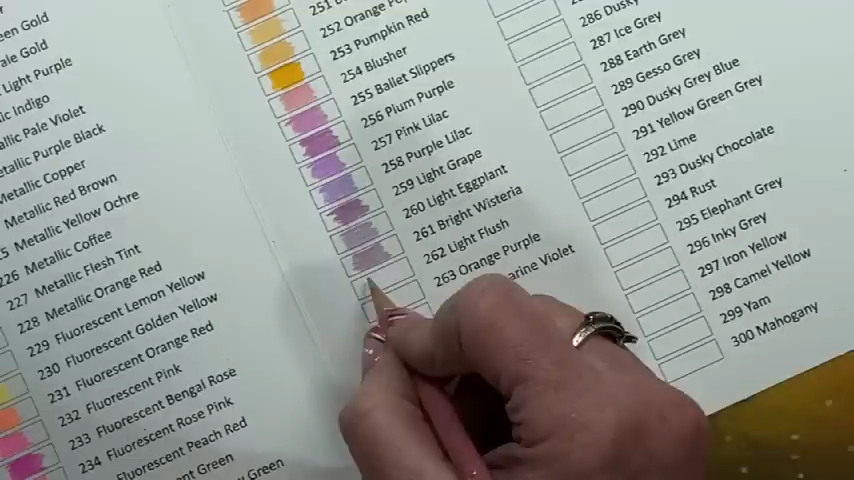 een Gold
ale Gold
Light Purple
ic Indigo
allic Pale Violet
etallic Purple Black
Metallic Copper
Metallic Red Brown
Metallic Yellow Ochre
226 Metallic Coffee
227 Metallic Flesh Tint
228 Metallic Orange Red
229 Fluorescent Lemon Yellow
230 Fluorescent Golden Yellow
231 Fluorescent Orange Red
232 Fluorescent Pink
233 Fluorescent Bengal Rose
234 Fluorescent Rose Pink
Fluorescent Peach Red
escent Green
w Green
251
252 Orange
253 Pumpkin Red
254 Blusher
255 Ballet Slippers
256 Plum Purple
257 Pink Lilac
258 Purple Lilac
259 Light Grape
260 Light Eggplant
261 Bright Wisteria
262 Light Flush
263 Orange Purple
arine Violet
286 Dusky
287 Ice Grey
288 Earth Grey
289 Gesso Grey
290 Dusky Grey Blue
291 Yellow Green Grey
292 Lime
293 Dusky Chocolate
294 Rust
295 Elephant Grey
296 Inky Grey
297 Iron Yellow
298 Camel Yellow
299 Yam
300 Mahogany